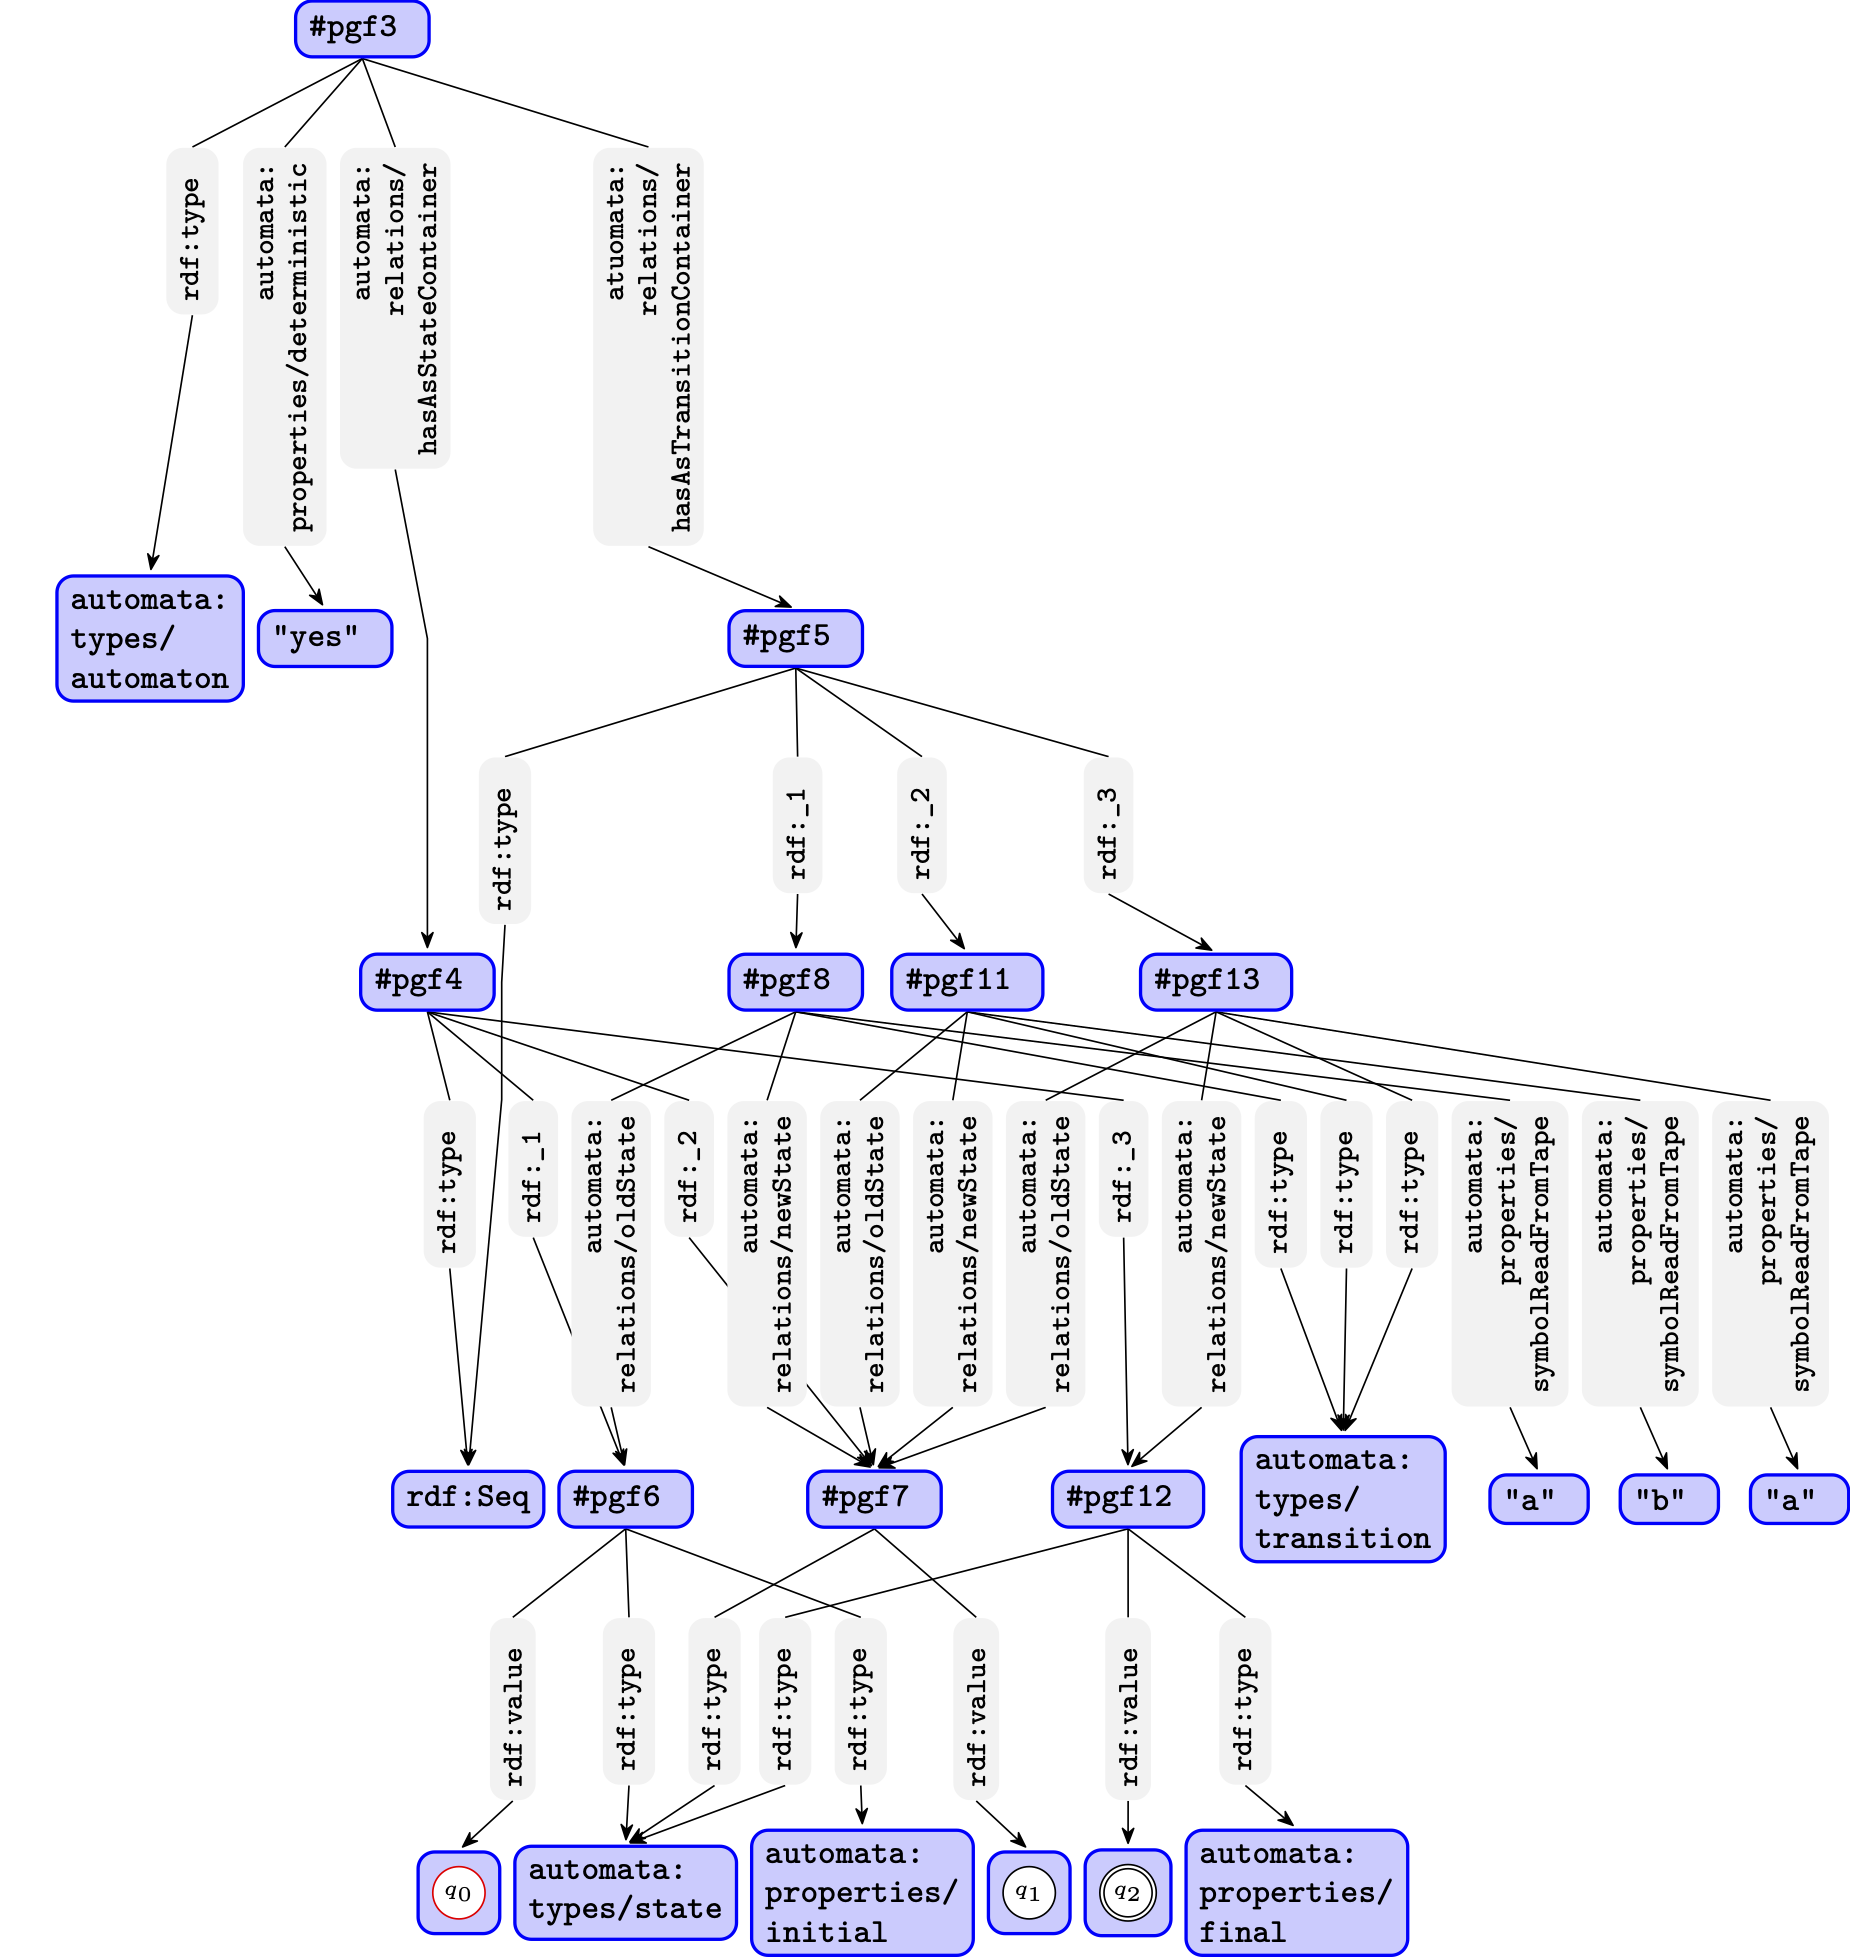 #pgf3
rdf:type
automata:
properties/deterministic
automata:
relations/
hasAsStateContainer
atuomata:
relations/
hasAsTransitionContainer
automata:
types/
automaton
"yes"
#pgf5
rdf:type
rdf:_1
rdf:_2
rdf:_3
#pgf4
#pgf8
#pgf11
#pgf13
rdf:type
rdf:_1
automata:
relations/oldState
rdf:_2
automata:
relations/newState
automata:
relations/oldState
automata:
relations/newState
automata:
relations/oldState
rdf:_3
automata:
relations/newState
rdf:type
rdf:type
rdf:type
automata:
properties/
symbolReadFromTape
automata:
properties/
symbolReadFromTape
automata:
properties/
symbolReadFromTape
rdf:Seq
#pgf6
#pgf7
#pgf12
automata:
types/
transition
"a"
"b"
"a"
rdf:value
rdf:type
rdf:type
rdf:type
rdf:type
rdf:value
rdf:value
rdf:type
q0
automata:
types/state
automata:
properties/
initial
q1
q2
automata:
properties/
final